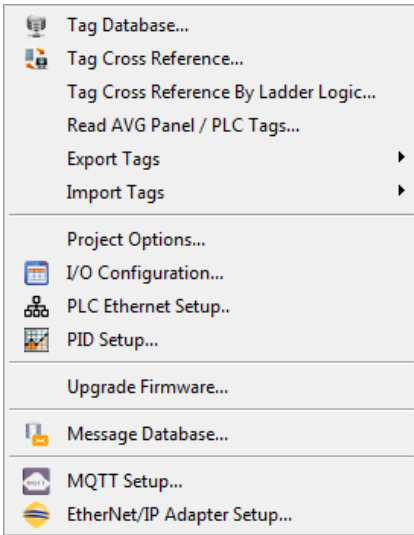 Tag Database...
Tag Cross Reference...
Tag Cross Reference By Ladder Logic...
Read AVG Panel / PLC Tags...
Export Tags
Import Tags
Project Options...
I/O Configuration...
PLC Ethernet Setup..
PID Setup...
Upgrade Firmware...
Message Database...
MQTT Setup...
EtherNet/IP Adapter Setup...